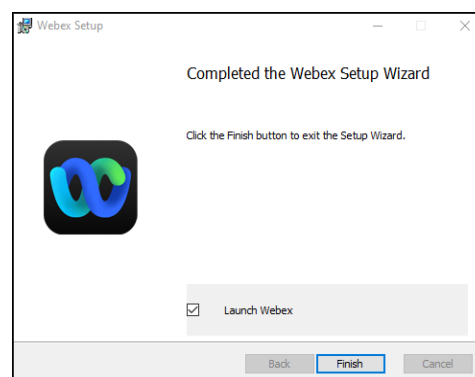 Webex Setup
Completed the Webex Setup Wizard
Click the Finish button to exit the Setup Wizard.
Launch Webex
Back Finish Cancel